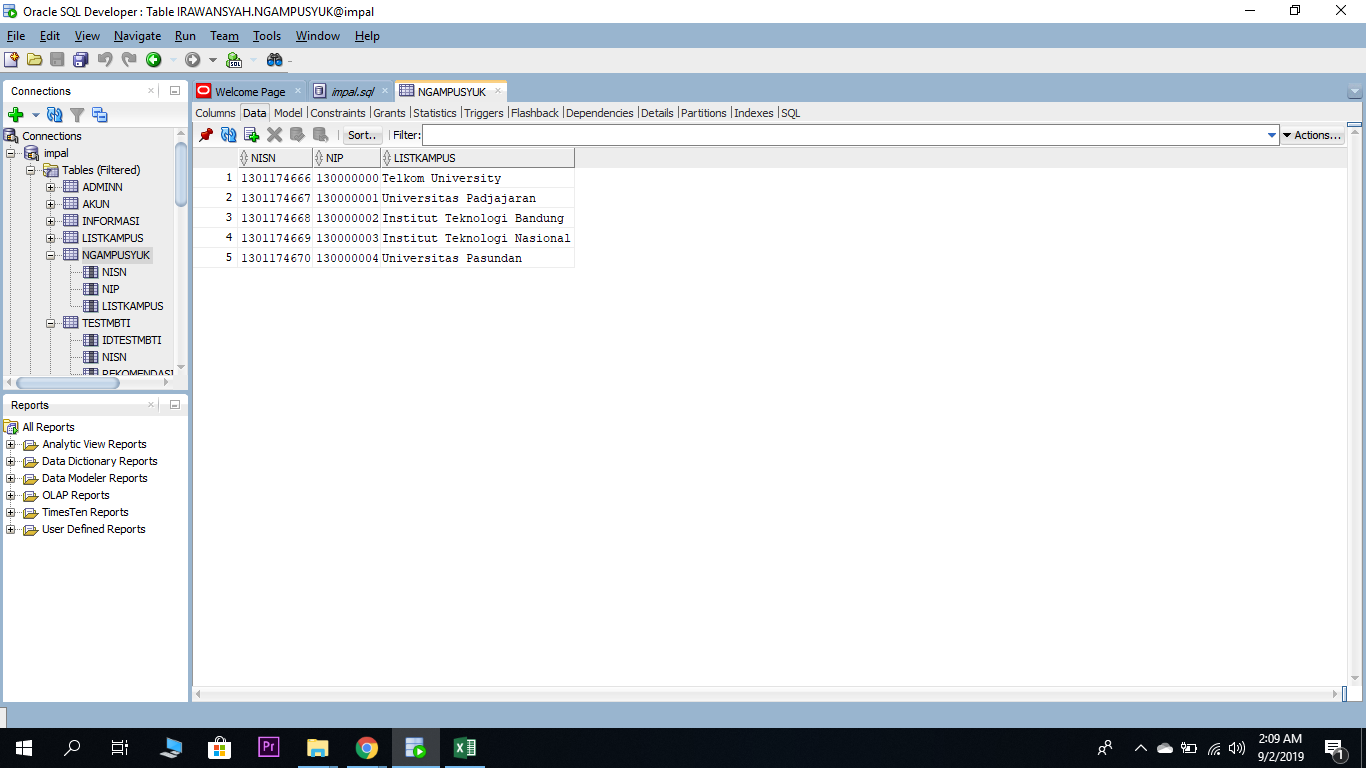 Oracle SQL Developer : Table IRAWANSYAH.NGAMPUSYUK@impal
File Edit View Navigate Run Team Tools Window Help
SQL
Connections
Connections
impal
Tables (Filtered)
ADMINN
AKUN
INFORMASI
LISTKAMPUS
NGAMPUSYUK
NISN
NIP
LISTKAMPUS
TESTMBTI
IDTESTMBTI
NISN
REKOMENDASI
Reports
All Reports
Analytic View Reports
Data Dictionary Reports
Data Modeler Reports
OLAP Reports
TimesTen Reports
User Defined Reports
Welcome Page impal.sql NGAMPUSYUK
Columns Data Model Constraints Grants Statistics Triggers Flashback Dependencies Details Partitions Indexes SQL
Sort.. Filter: Actions...
NISN NIP LISTKAMPUS
1 1301174666 130000000 Telkom University
2 1301174667 130000001 Universitas Padjajaran
3 1301174668 130000002 Institut Teknologi Bandung
4 1301174669 130000003 Institut Teknologi Nasional
5 1301174670 130000004 Universitas Pasundan
Pr
2:09 AM
9/2/2019
1